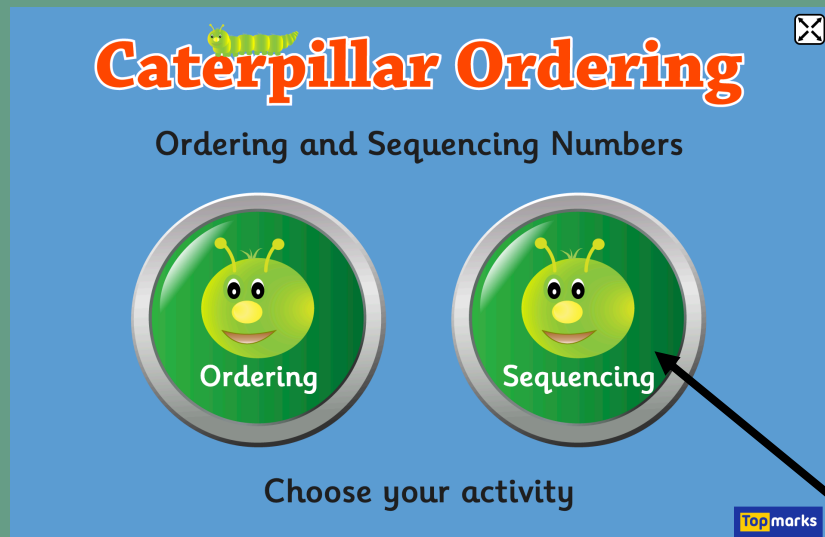 Caterpillar Ordering
Ordering and Sequencing Numbers
Ordering
Sequencing
Choose your activity
Topmarks